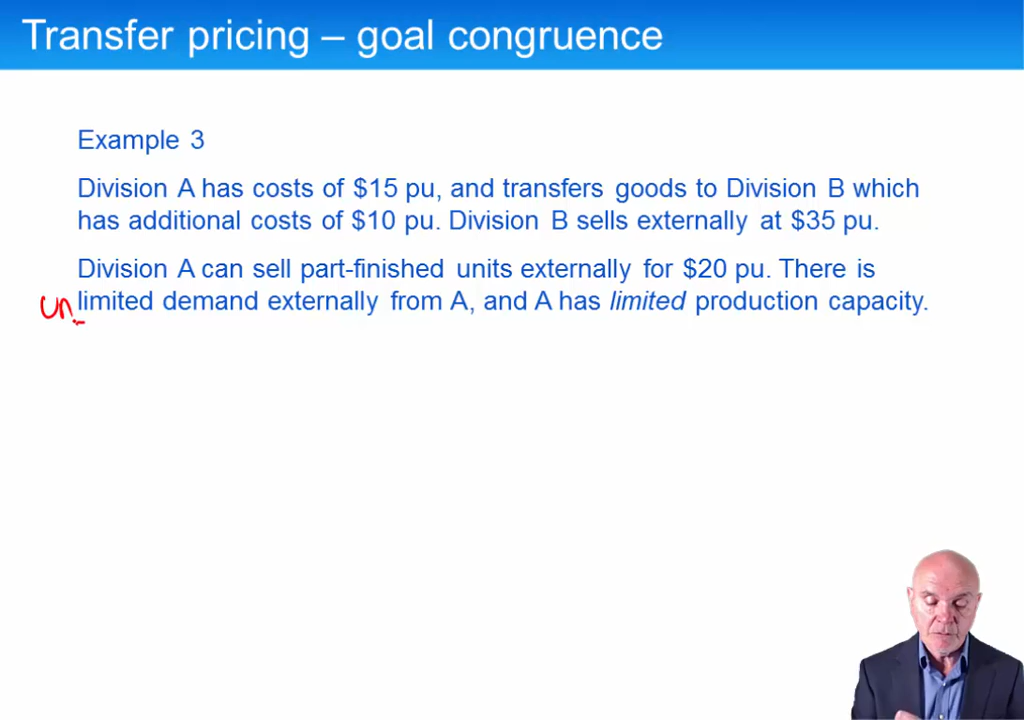 Transfer pricing – goal congruence
Example 3
Division A has costs of $15 pu, and transfers goods to Division B which
has additional costs of $10 pu. Division B sells externally at $35 pu.
Division A can sell part-finished units externally for $20 pu. There is
un limited demand externally from A, and A has limited production capacity.